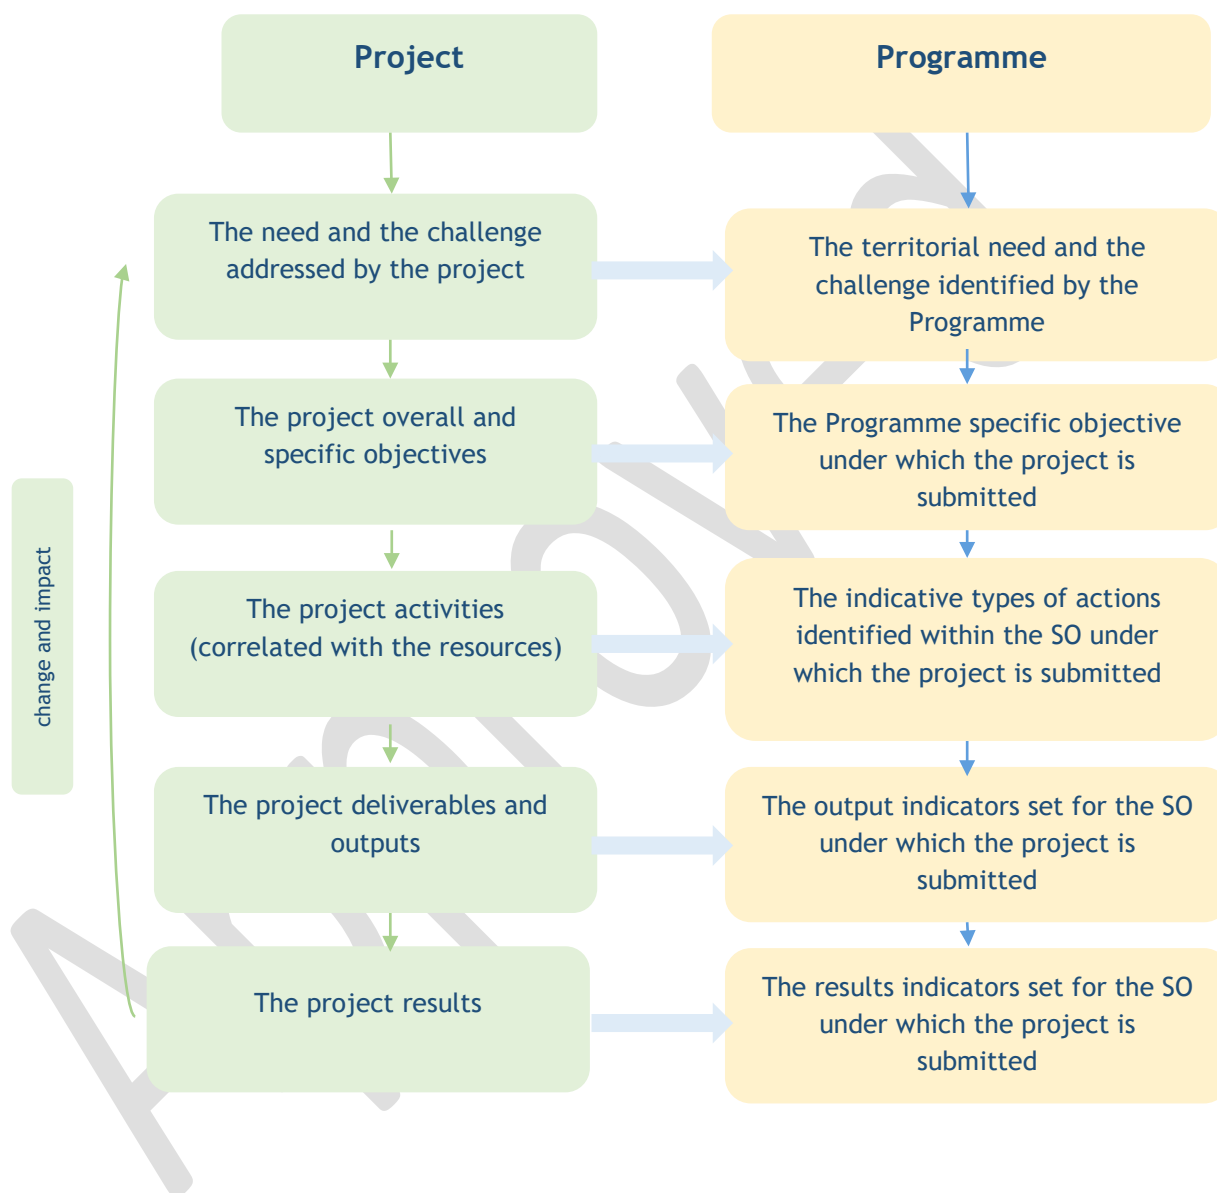 Project
Programme
The need and the challenge
addressed by the project
The territorial need and the
challenge identified by the
Programme
The project overall and
specific objectives
The Programme specific objective
under which the project is
submitted
change and impact
The project activities
(correlated with the resources)
The indicative types of actions
identified within the SO under
which the project is submitted
The project deliverables and
outputs
The output indicators set for the SO
under which the project is
submitted
The project results
The results indicators set for the SO
under which the project is
submitted
Approved